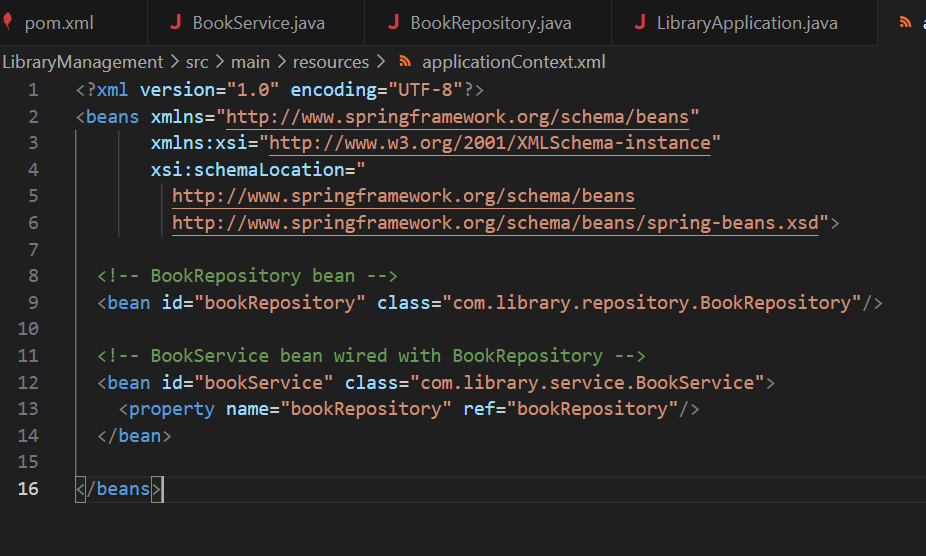 pom.xml
BookService.java
BookRepository.java
LibraryApplication.java
LibraryManagement > src > main > resources > applicationContext.xml
1 <?xml version="1.0" encoding="UTF-8"?>
2 <beans xmlns="http://www.springframework.org/schema/beans"
3 xmlns:xsi="http://www.w3.org/2001/XMLSchema-instance"
4 xsi:schemaLocation="
5 http://www.springframework.org/schema/beans
6 http://www.springframework.org/schema/beans/spring-beans.xsd">
7
8 <!-- BookRepository bean -->
9 <bean id="bookRepository" class="com.library.repository.BookRepository"/>
10
11 <!-- BookService bean wired with BookRepository -->
12 <bean id="bookService" class="com.library.service.BookService">
13 <property name="bookRepository" ref="bookRepository"/>
14 </bean>
15
16 </beans>